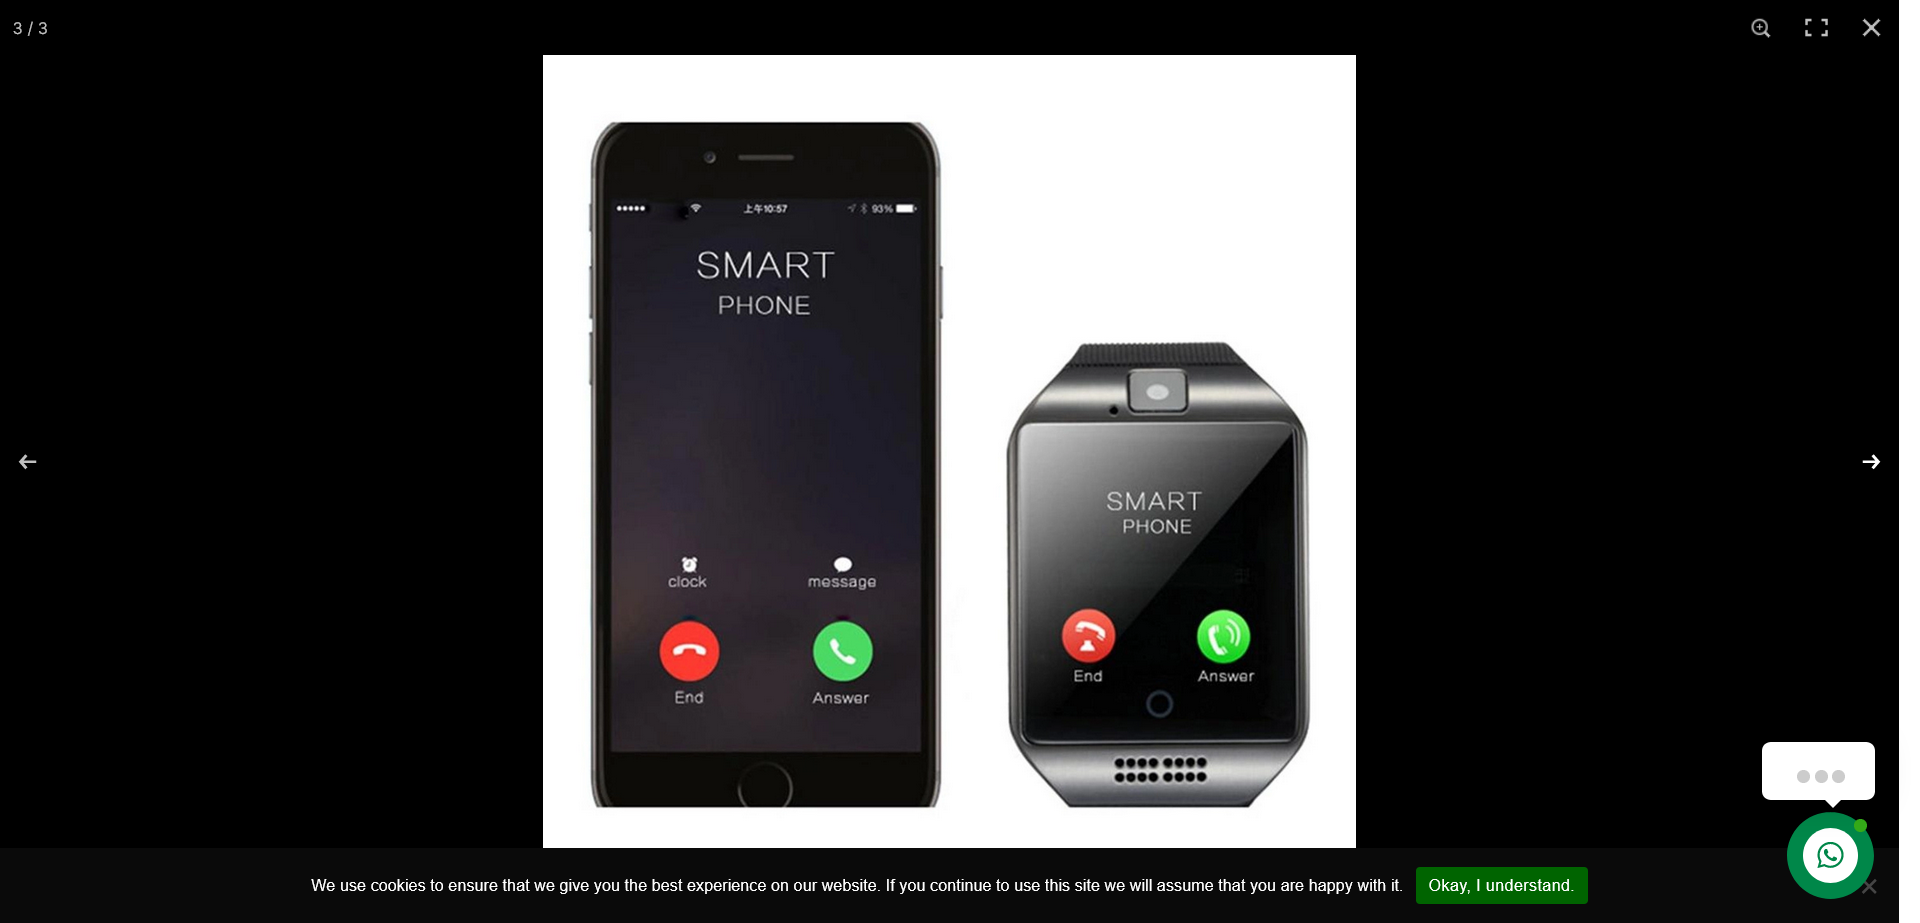 3 / 3
上午10:57
93%
SMART
PHONE
clock
message
End
Answer
SMART
PHONE
End
Answer
We use cookies to ensure that we give you the best experience on our website. If you continue to use this site we will assume that you are happy with it.
Okay, I understand.